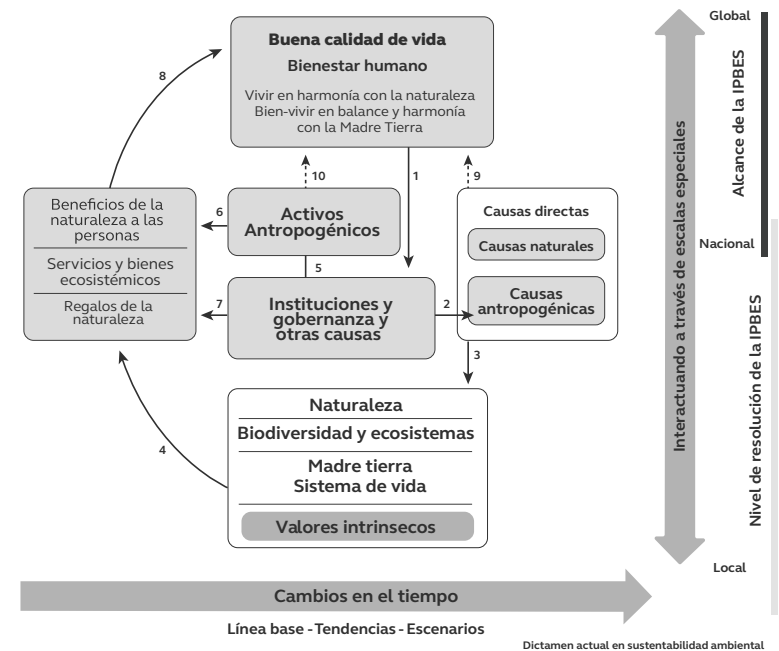 Buena calidad de vida
Bienestar humano
Vivir en harmonía con la naturaleza
Bien-vivir en balance y harmonía
con la Madre Tierra
8
10
1
9
Beneficios de la
naturaleza a las
personas
Servicios y bienes
ecosistémicos
Regalos de la
naturaleza
6
Activos
Antropogénicos
5
7
Instituciones y
gobernanza y
otras causas
2
Causas directas
Causas naturales
Causas
antropogénicas
3
4
Naturaleza
Biodiversidad y ecosistemas
Madre tierra
Sistema de vida
Valores intrinsecos
Interactuando a través de escalas especiales
Global
Nacional
Local
Alcance de la IPBES
Nivel de resolución de la IPBES
Cambios en el tiempo
Línea base - Tendencias - Escenarios
Dictamen actual en sustentabilidad ambiental